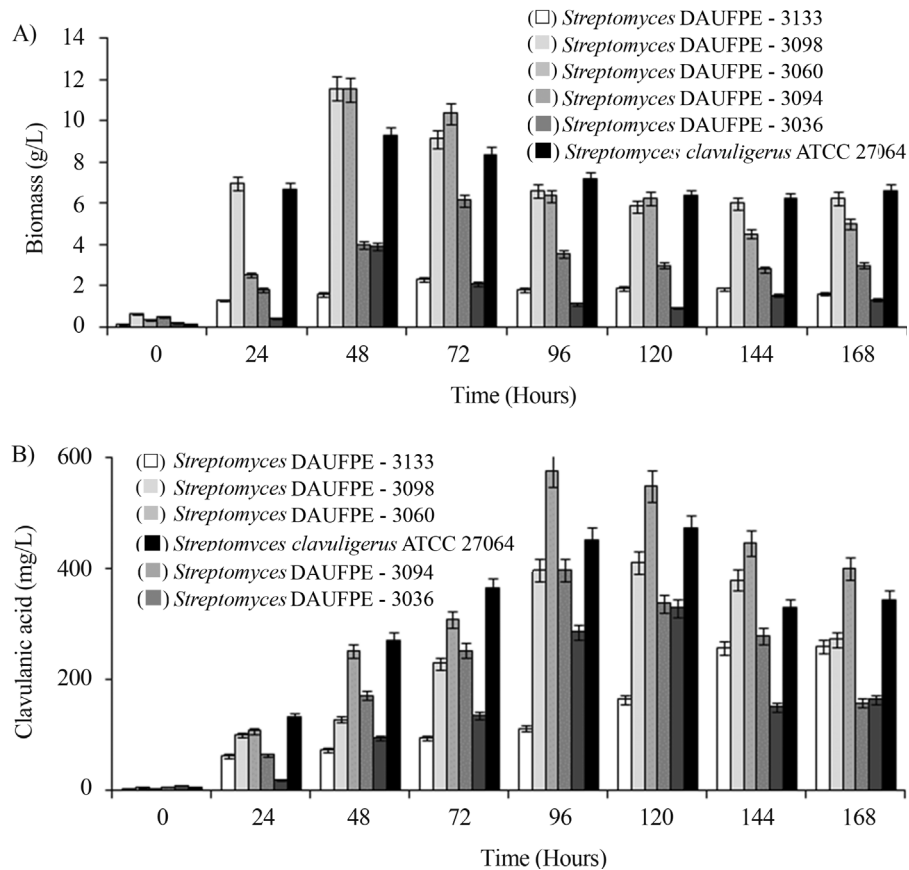 A)
( ) Streptomyces DAUFPE - 3133
( ) Streptomyces DAUFPE - 3098
( ) Streptomyces DAUFPE - 3060
( ) Streptomyces DAUFPE - 3094
( ) Streptomyces DAUFPE - 3036
( ) Streptomyces clavuligerus ATCC 27064
Biomass (g/L)
14
12
10
8
6
4
2
0
0 24 48 72 96 120 144 168
Time (Hours)
B)
( ) Streptomyces DAUFPE - 3133
( ) Streptomyces DAUFPE - 3098
( ) Streptomyces DAUFPE - 3060
( ) Streptomyces clavuligerus ATCC 27064
( ) Streptomyces DAUFPE - 3094
( ) Streptomyces DAUFPE - 3036
Clavulanic acid (mg/L)
600
400
200
0
0 24 48 72 96 120 144 168
Time (Hours)